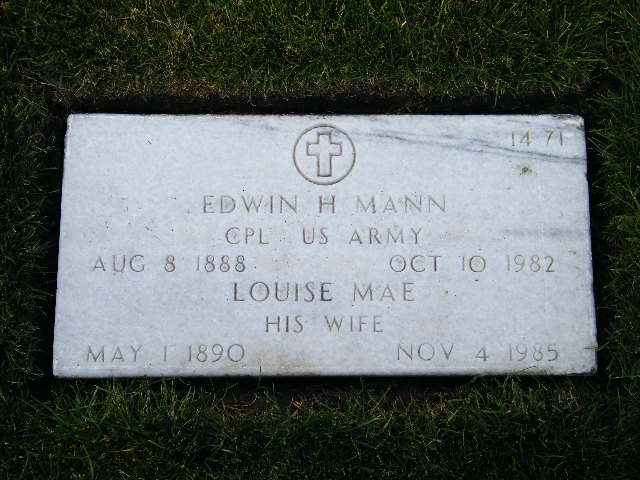 14 71
EDWIN H MANN
CPL US ARMY
AUG 8 1888 OCT 10 1982
LOUISE MAE
HIS WIFE
MAY 1 1890 NOV 4 1985